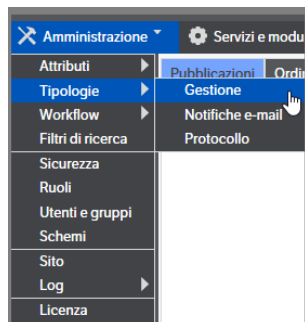 Amministrazione
Servizi e modu
Attributi
Pubblicazioni
Ordin
Tipologie
Gestione
Workflow
Notifiche e-mail
Filtri di ricerca
Protocollo
Sicurezza
Ruoli
Utenti e gruppi
Schemi
Sito
Log
Licenza